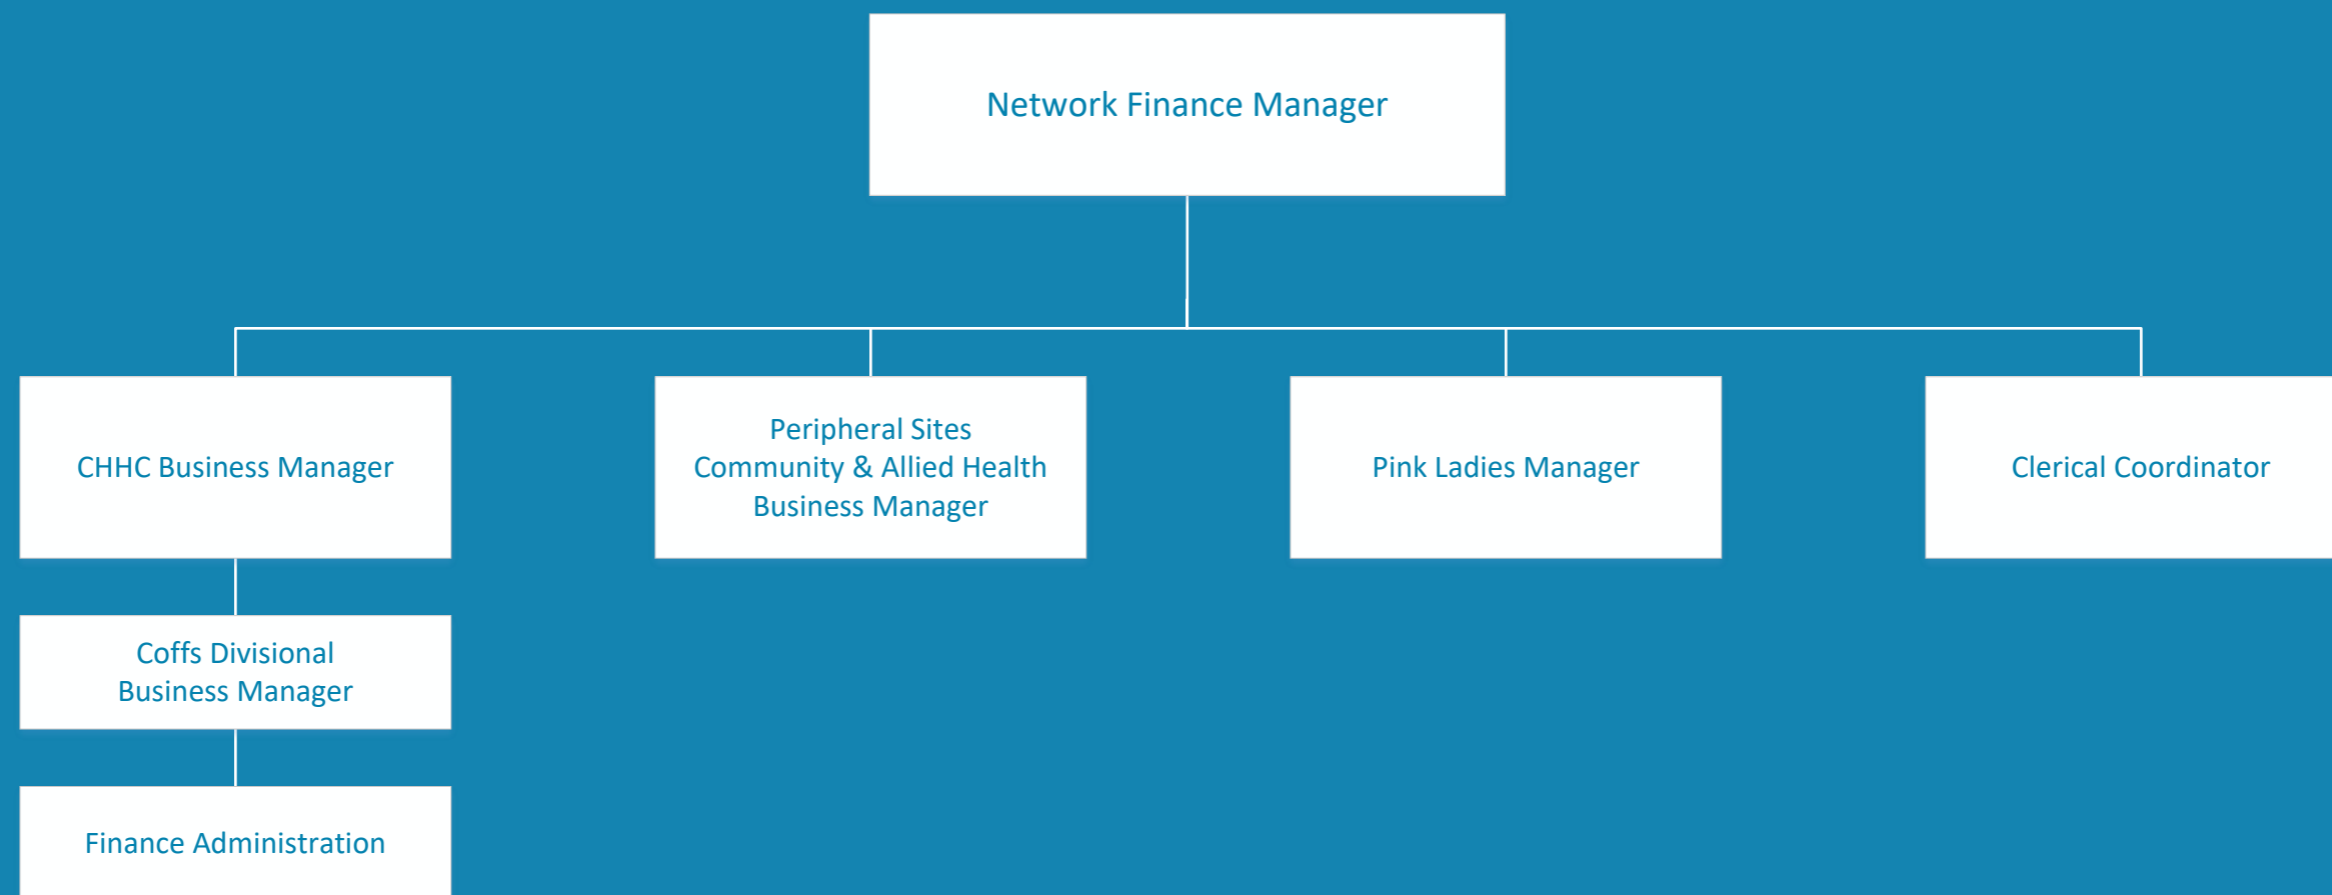 Network Finance Manager
CHHC Business Manager
Peripheral Sites
Community & Allied Health
Business Manager
Pink Ladies Manager
Clerical Coordinator
Coffs Divisional
Business Manager
Finance Administration